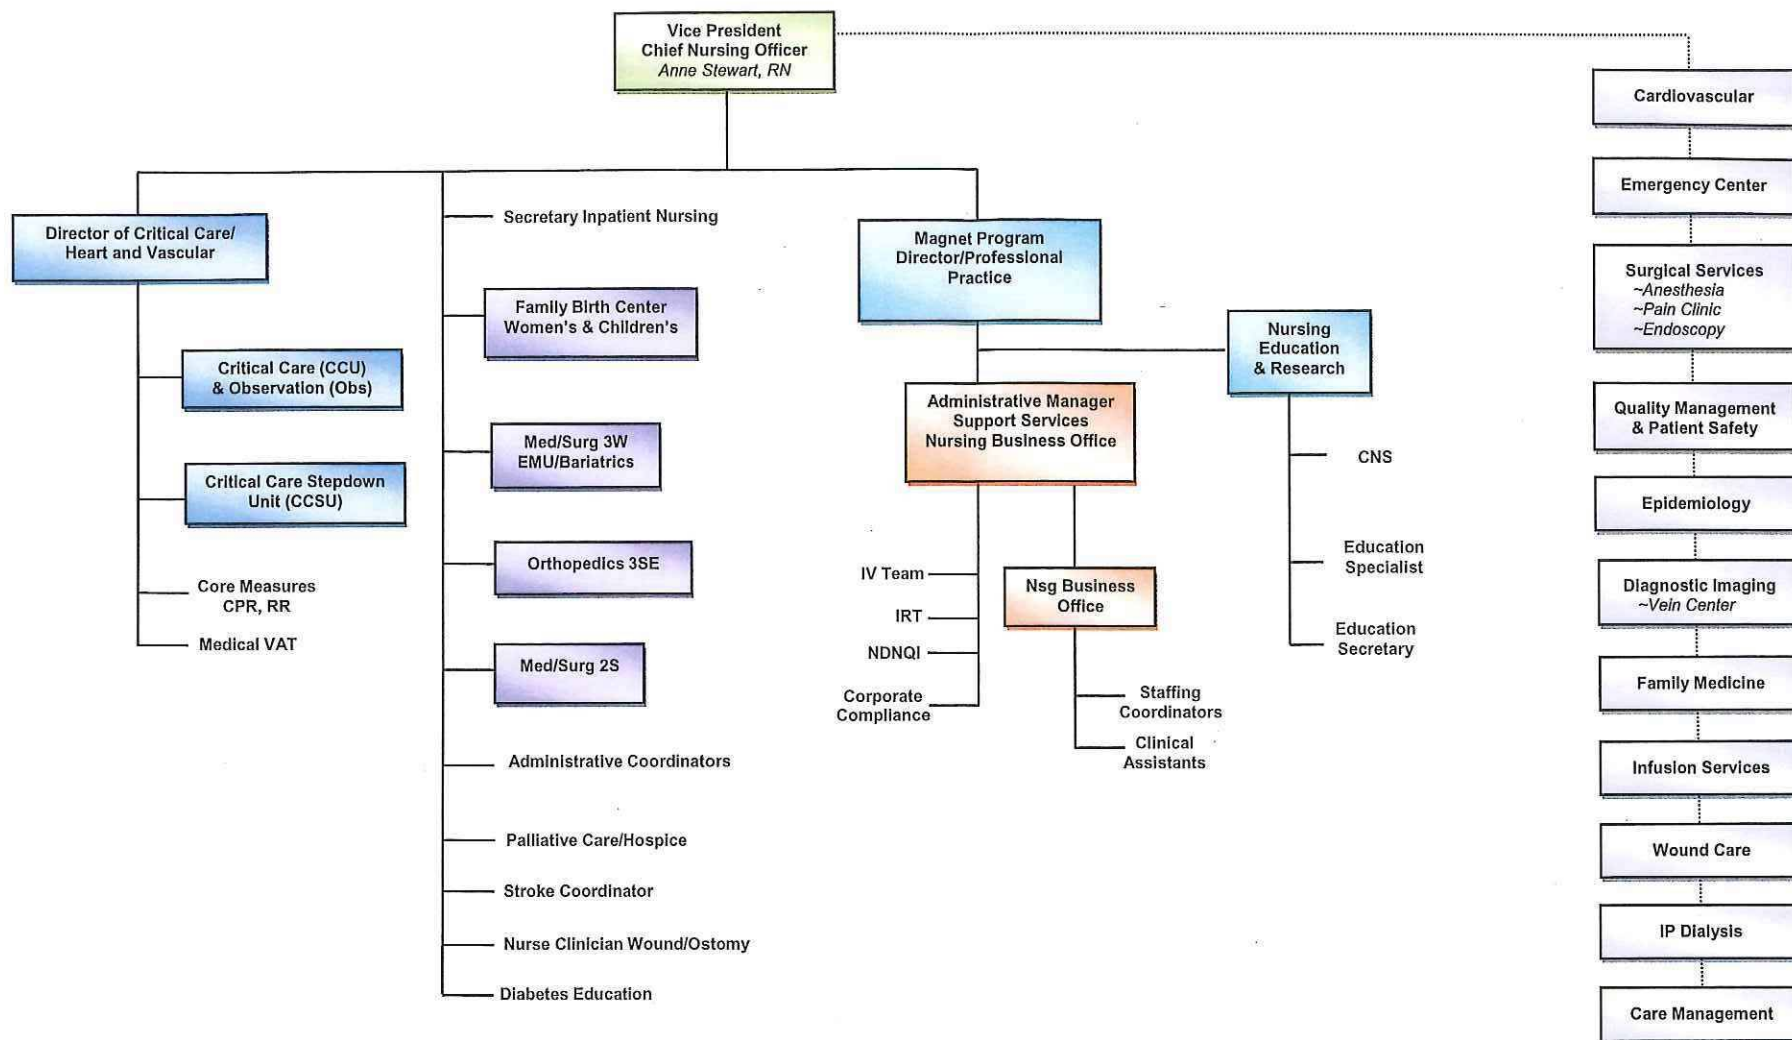 Vice President
Chief Nursing Officer
Anne Stewart, RN
Director of Critical Care/
Heart and Vascular
Critical Care (CCU)
& Observation (Obs)
Critical Care Stepdown
Unit (CCSU)
Core Measures
CPR, RR
Medical VAT
Secretary Inpatient Nursing
Family Birth Center
Women's & Children's
Med/Surg 3W
EMU/Bariatrics
Orthopedics 3SE
Med/Surg 2S
Administrative Coordinators
Palliative Care/Hospice
Stroke Coordinator
Nurse Clinician Wound/Ostomy
Diabetes Education
Magnet Program
Director/Professional
Practice
Administrative Manager
Support Services
Nursing Business Office
IV Team
IRT
NDNQI
Corporate
Compliance
Nsg Business
Office
Staffing
Coordinators
Clinical
Assistants
Nursing
Education
& Research
CNS
Education
Specialist
Education
Secretary
Cardiovascular
Emergency Center
Surgical Services
~Anesthesia
~Pain Clinic
~Endoscopy
Quality Management
& Patient Safety
Epidemiology
Diagnostic Imaging
~Vein Center
Family Medicine
Infusion Services
Wound Care
IP Dialysis
Care Management